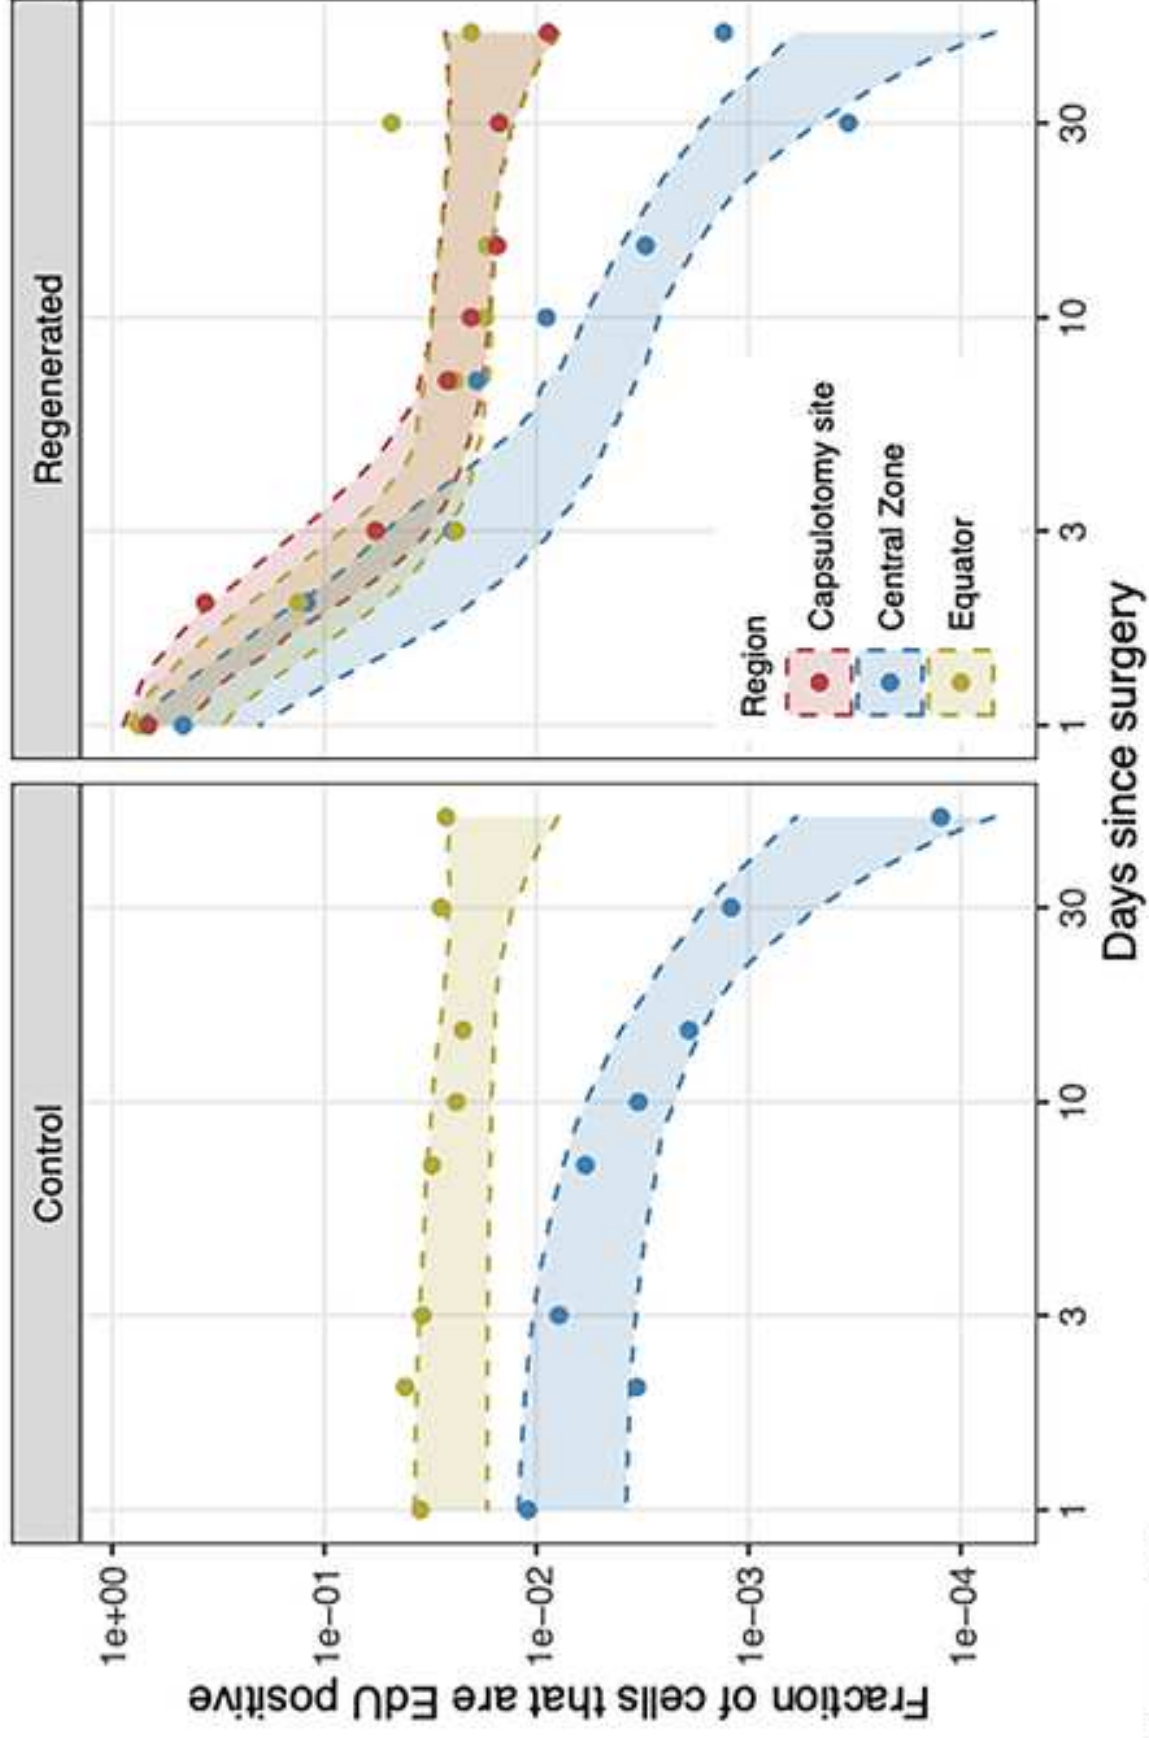 Control
Regenerated
Fraction of cells that are EdU positive
1e+00
1e−01
1e−02
1e−03
1e−04
1
3
10
30
1
3
10
30
Days since surgery
Region
Capsulotomy site
Central Zone
Equator